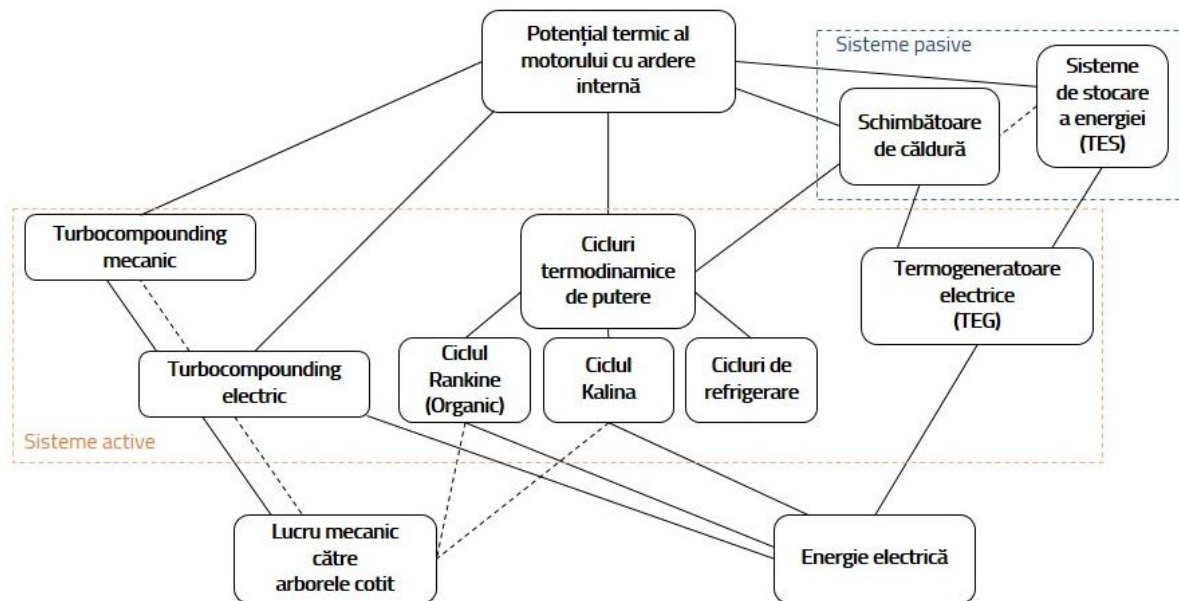 Potențial termic al
motorului cu ardere
internă
Sisteme pasive
Sisteme
de stocare
a energiei
(TES)
Schimbătoare
de căldură
Turbocompounding
mecanic
Cicluri
termodinamice
de putere
Termogeneratoare
electrice
(TEG)
Turbocompounding
electric
Ciclul
Rankine
(Organic)
Ciclul
Kalina
Cicluri de
refrigerare
Sisteme active
Lucru mecanic
către
arborele cotit
Energie electrică